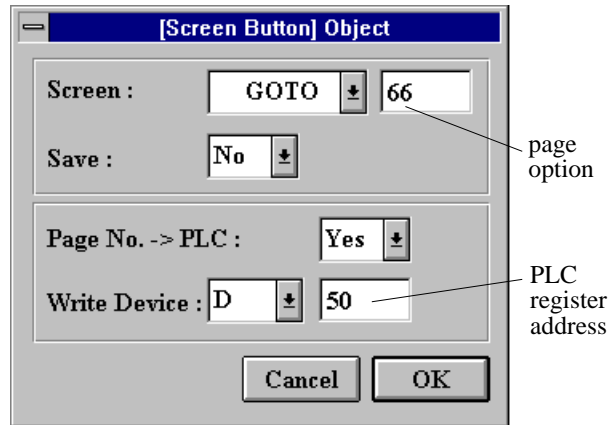 [Screen Button] Object
Screen : GOTO 66
Save : No
page
option
Page No. -> PLC : Yes
Write Device : D 50
PLC
register
address
Cancel OK